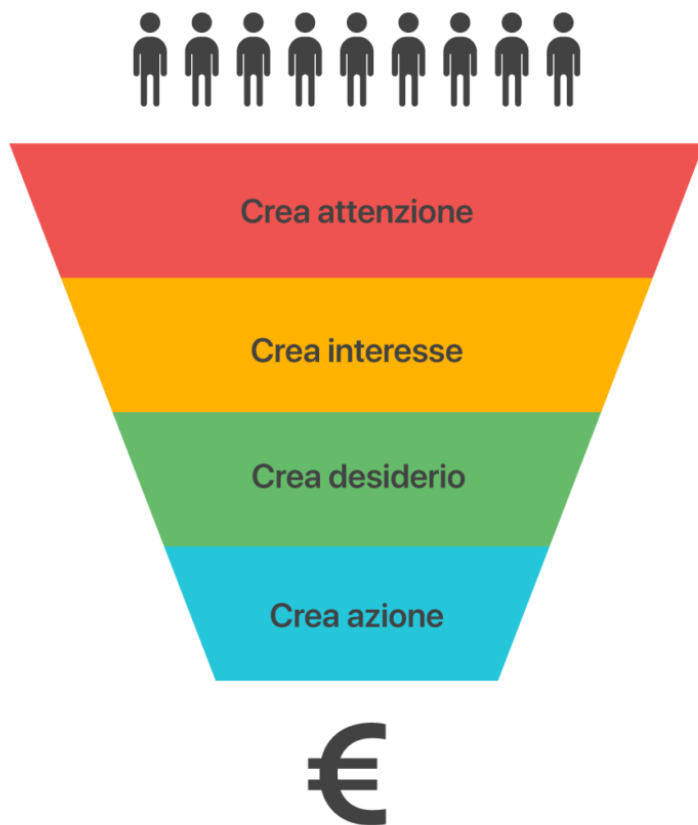 Crea attenzione
Crea interesse
Crea desiderio
Crea azione
€